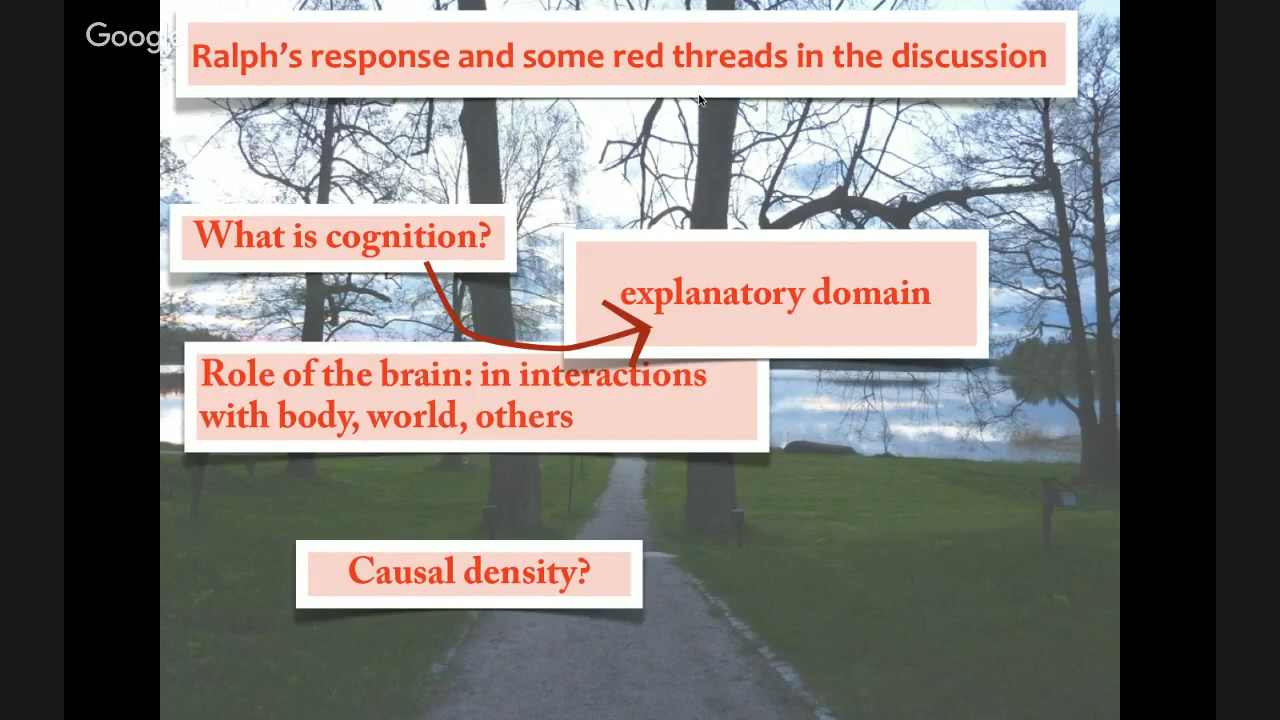 Google
Ralph's response and some red threads in the discussion
What is cognition?
explanatory domain
Role of the brain: in interactions
with body, world, others
Causal density?